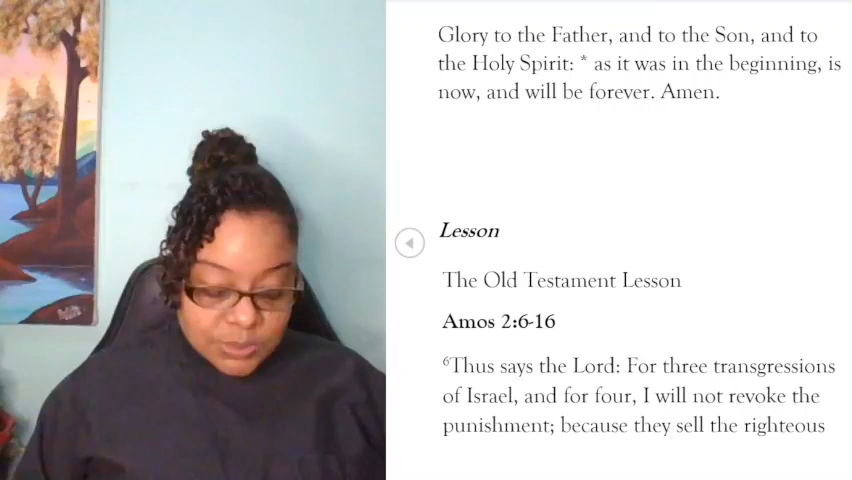 Glory to the Father, and to the Son, and to
the Holy Spirit: * as it was in the beginning, is
now, and will be forever. Amen.
Lesson
The Old Testament Lesson
Amos 2:6-16
⁶Thus says the Lord: For three transgressions
of Israel, and for four, I will not revoke the
punishment; because they sell the righteous